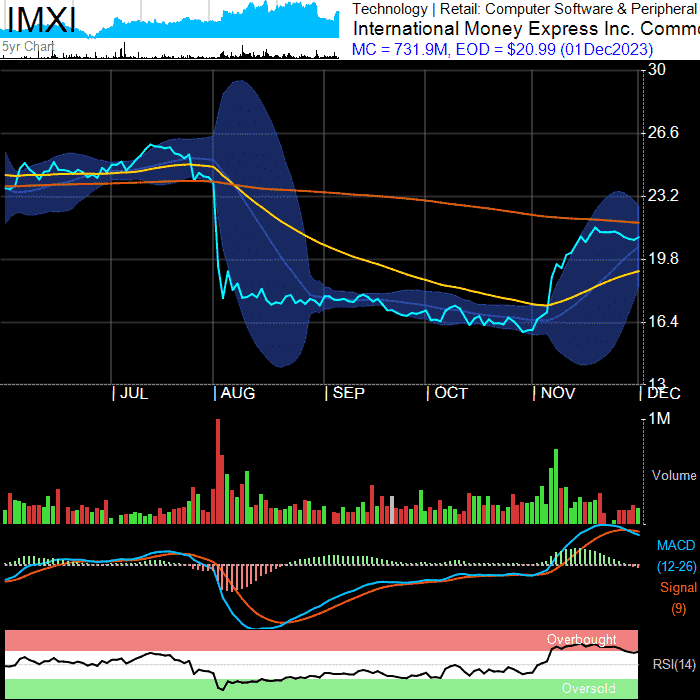 IMXI
5yr Chart
Technology | Retail: Computer Software & Peripheral
International Money Express Inc. Commo
MC = 731.9M, EOD = $20.99 (01Dec2023)
30
26.6
23.2
19.8
16.4
13
JUL
AUG
SEP
OCT
NOV
DEC
1M
Volume
MACD
(12-26)
Signal
(9)
Overbought
RSI(14)
Oversold